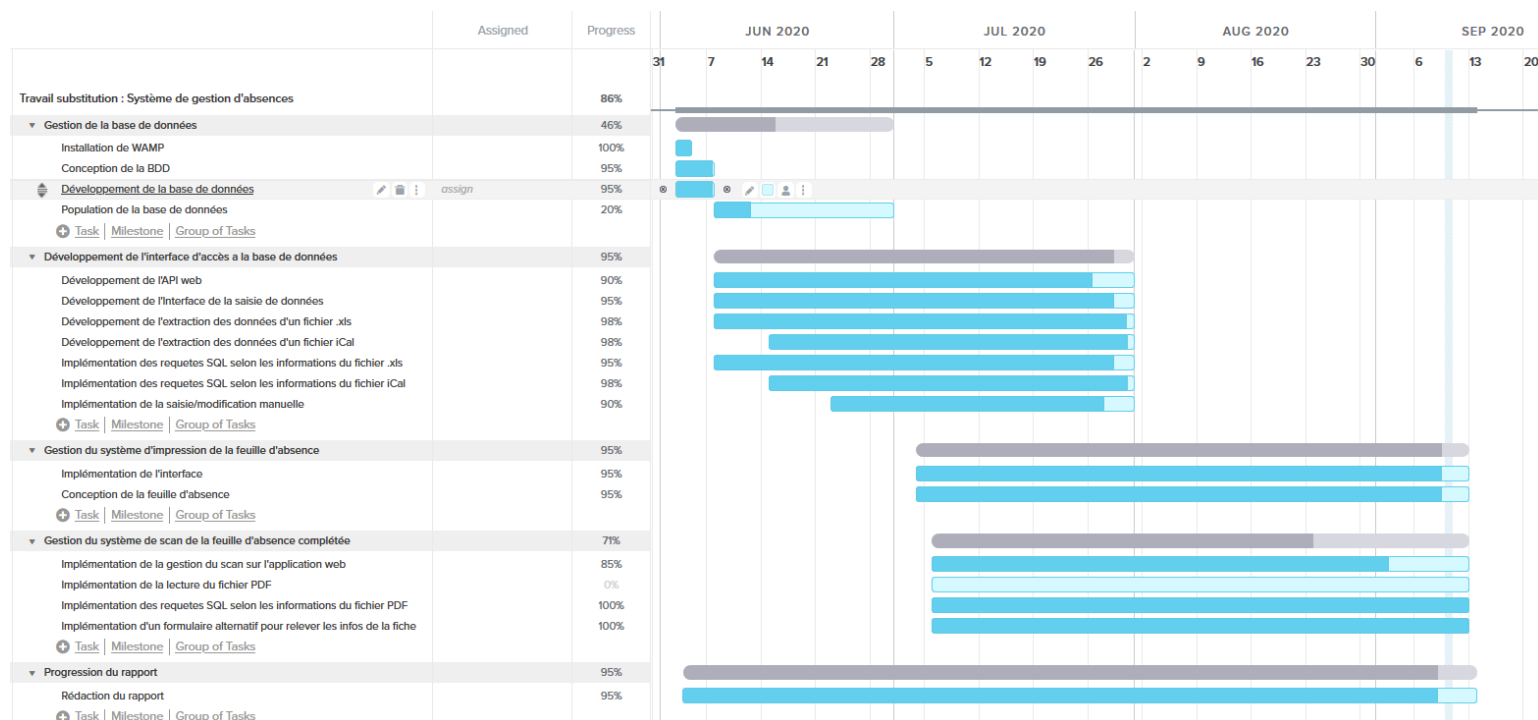 Assigned Progress JUN 2020 JUL 2020 AUG 2020 SEP 2020
31 7 14 21 28 5 12 19 26 2 9 16 23 30 6 13 20
Travail substitution : Système de gestion d'absences 86%
Gestion de la base de données 46%
Installation de WAMP 100%
Conception de la BDD 95%
Développement de la base de données assign 95%
Population de la base de données 20%
Task | Milestone | Group of Tasks
Développement de l'interface d'accès a la base de données 95%
Développement de l'API web 90%
Développement de l'Interface de la saisie de données 95%
Développement de l'extraction des données d'un fichier .xls 98%
Développement de l'extraction des données d'un fichier iCal 98%
Implémentation des requetes SQL selon les informations du fichier .xls 95%
Implémentation des requetes SQL selon les informations du fichier iCal 98%
Implémentation de la saisie/modification manuelle 90%
Task | Milestone | Group of Tasks
Gestion du système d'impression de la feuille d'absence 95%
Implémentation de l'interface 95%
Conception de la feuille d'absence 95%
Task | Milestone | Group of Tasks
Gestion du système de scan de la feuille d'absence complétée 71%
Implémentation de la gestion du scan sur l'application web 85%
Implémentation de la lecture du fichier PDF 0%
Implémentation des requetes SQL selon les informations du fichier PDF 100%
Implémentation d'un formulaire alternatif pour relever les infos de la fiche 100%
Task | Milestone | Group of Tasks
Progression du rapport 95%
Rédaction du rapport 95%
Task | Milestone | Group of Tasks